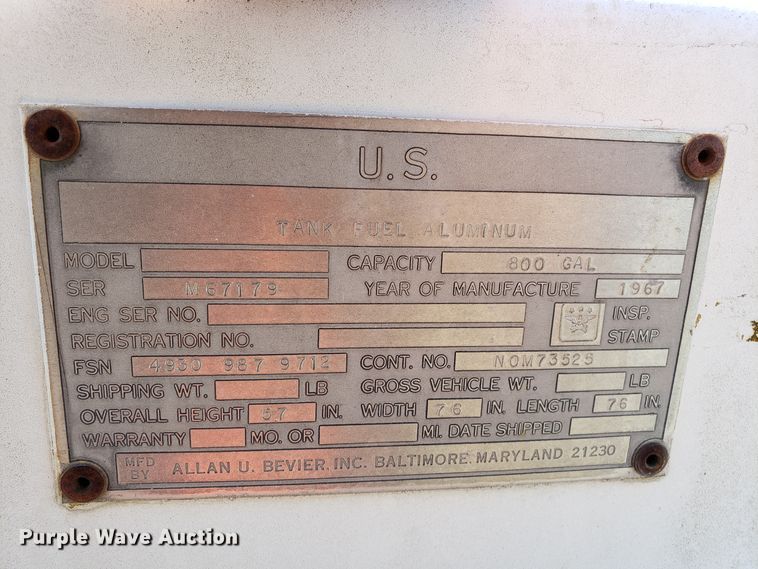 U.S.
TANK FUEL ALUMINUM
MODEL CAPACITY 800 GAL
SER M67179 YEAR OF MANUFACTURE 1967
ENG SER NO. INSP.
REGISTRATION NO. STAMP
FSN 4930 987 9712 CONT. NO. NOM73525
SHIPPING WT. LB GROSS VEHICLE WT. LB
OVERALL HEIGHT 57 IN. WIDTH 76 IN. LENGTH 76 IN.
WARRANTY MO. OR MI. DATE SHIPPED
MFD BY ALLAN U. BEVIER, INC. BALTIMORE, MARYLAND 21230
Purple Wave Auction